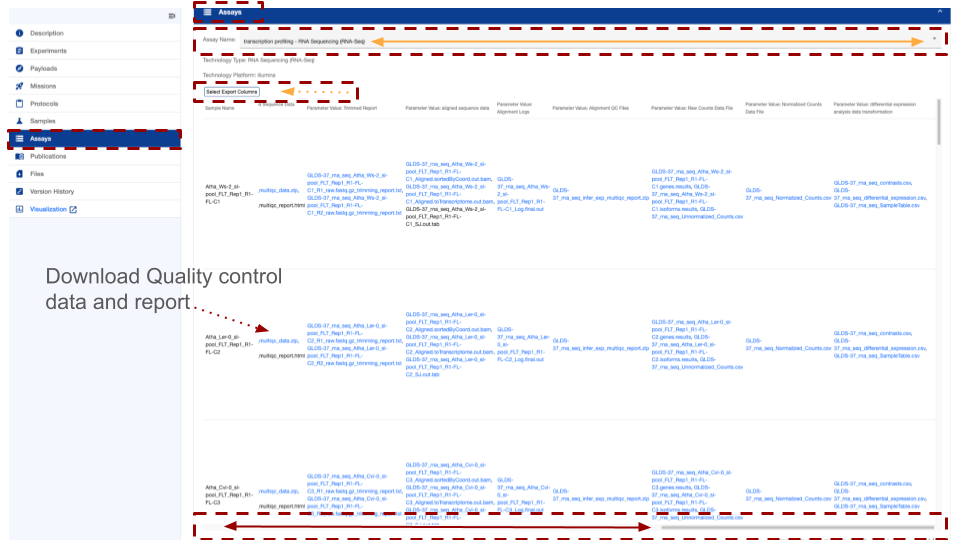 Assays
Description
Experiments
Payloads
Missions
Protocols
Samples
Assays
Publications
Files
Version History
Visualization
Assay Name:
transcription profiling - RNA Sequencing (RNA-Seq)
Technology Type: RNA Sequencing (RNA-Seq)
Technology Platform: Illumina
Select Export Columns
Sample Name
Sequence Data
Parameter Value: Trimmed Report
Parameter Value: aligned sequence data
Parameter Value:
Alignment Logs
Parameter Value: Alignment QC Files
Parameter Value: Raw Counts Data File
Parameter Value: Normalized Counts
Data File
Parameter Value: differential expression
analysis data transformation
Atha_Ws-2_sl-
pool_FLT_Rep1_R1-
FL-C1
_multiqc_data.zip,
_multiqc_report.html
GLDS-37_rna_seq_Atha_Ws-2_sl-
pool_FLT_Rep1_R1-FL-
C1_R1_raw.fastq.gz_trimming_report.txt,
GLDS-37_rna_seq_Atha_Ws-2_sl-
pool_FLT_Rep1_R1-FL-
C1_R2_raw.fastq.gz_trimming_report.txt
GLDS-37_rna_seq_Atha_Ws-2_sl-
pool_FLT_Rep1_R1-FL-
C1_Aligned.sortedByCoord.out.bam,
GLDS-37_rna_seq_Atha_Ws-2_sl-
pool_FLT_Rep1_R1-FL-
C1_Aligned.toTranscriptome.out.bam,
GLDS-37_rna_seq_Atha_Ws-2_sl-
pool_FLT_Rep1_R1-FL-
C1_SJ.out.tab
GLDS-
37_rna_seq_Atha_Ws-
2_sl-
pool_FLT_Rep1_R1-
FL-C1_Log.final.out
GLDS-
37_rna_seq_infer_exp_multiqc_report.zip
GLDS-37_rna_seq_Atha_Ws-2_sl-
pool_FLT_Rep1_R1-FL-
C1.genes.results, GLDS-
37_rna_seq_Atha_Ws-2_sl-
pool_FLT_Rep1_R1-FL-
C1.isoforms.results, GLDS-
37_rna_seq_Unnormalized_Counts.csv
GLDS-
37_rna_seq_Normalized_Counts.csv
GLDS-37_rna_seq_contrasts.csv,
GLDS-
37_rna_seq_differential_expression.csv,
GLDS-37_rna_seq_SampleTable.csv
Download Quality control
data and report
Atha_Ler-0_sl-
pool_FLT_Rep1_R1-
FL-C2
_multiqc_data.zip,
_multiqc_report.html
GLDS-37_rna_seq_Atha_Ler-0_sl-
pool_FLT_Rep1_R1-FL-
C2_R1_raw.fastq.gz_trimming_report.txt,
GLDS-37_rna_seq_Atha_Ler-0_sl-
pool_FLT_Rep1_R1-FL-
C2_R2_raw.fastq.gz_trimming_report.txt
GLDS-37_rna_seq_Atha_Ler-0_sl-
pool_FLT_Rep1_R1-FL-
C2_Aligned.sortedByCoord.out.bam,
GLDS-37_rna_seq_Atha_Ler-0_sl-
pool_FLT_Rep1_R1-FL-
C2_Aligned.toTranscriptome.out.bam,
GLDS-37_rna_seq_Atha_Ler-0_sl-
pool_FLT_Rep1_R1-FL-
C2_SJ.out.tab
GLDS-
37_rna_seq_Atha_Ler-
0_sl-
pool_FLT_Rep1_R1-
FL-C2_Log.final.out
GLDS-
37_rna_seq_infer_exp_multiqc_report.zip
GLDS-37_rna_seq_Atha_Ler-0_sl-
pool_FLT_Rep1_R1-FL-
C2.genes.results, GLDS-
37_rna_seq_Atha_Ler-0_sl-
pool_FLT_Rep1_R1-FL-
C2.isoforms.results, GLDS-
37_rna_seq_Unnormalized_Counts.csv
GLDS-
37_rna_seq_Normalized_Counts.csv
GLDS-37_rna_seq_contrasts.csv,
GLDS-
37_rna_seq_differential_expression.csv,
GLDS-37_rna_seq_SampleTable.csv
Atha_Cvi-0_sl-
pool_FLT_Rep1_R1-
FL-C3
_multiqc_data.zip,
_multiqc_report.html
GLDS-37_rna_seq_Atha_Cvi-0_sl-
pool_FLT_Rep1_R1-FL-
C3_R1_raw.fastq.gz_trimming_report.txt,
GLDS-37_rna_seq_Atha_Cvi-0_sl-
pool_FLT_Rep1_R1-FL-
GLDS-37_rna_seq_Atha_Cvi-0_sl-
pool_FLT_Rep1_R1-FL-
C3_Aligned.sortedByCoord.out.bam,
GLDS-37_rna_seq_Atha_Cvi-0_sl-
pool_FLT_Rep1_R1-FL-
C3_Aligned.toTranscriptome.out.bam,
GLDS-37_rna_seq_Atha_Cvi-0_sl-
pool_FLT_Rep1_R1-FL-
GLDS-
37_rna_seq_Atha_Cvi-
0_sl-
pool_FLT_Rep1_R1-
FL-C3_Log.final.out
GLDS-
37_rna_seq_infer_exp_multiqc_report.zip
GLDS-37_rna_seq_Atha_Cvi-0_sl-
pool_FLT_Rep1_R1-FL-
C3.genes.results, GLDS-
37_rna_seq_Atha_Cvi-0_sl-
pool_FLT_Rep1_R1-FL-
C3.isoforms.results, GLDS-
37_rna_seq_Unnormalized_Counts.csv
GLDS-
37_rna_seq_Normalized_Counts.csv
GLDS-37_rna_seq_contrasts.csv,
GLDS-
37_rna_seq_differential_expression.csv,
GLDS-37_rna_seq_SampleTable.csv